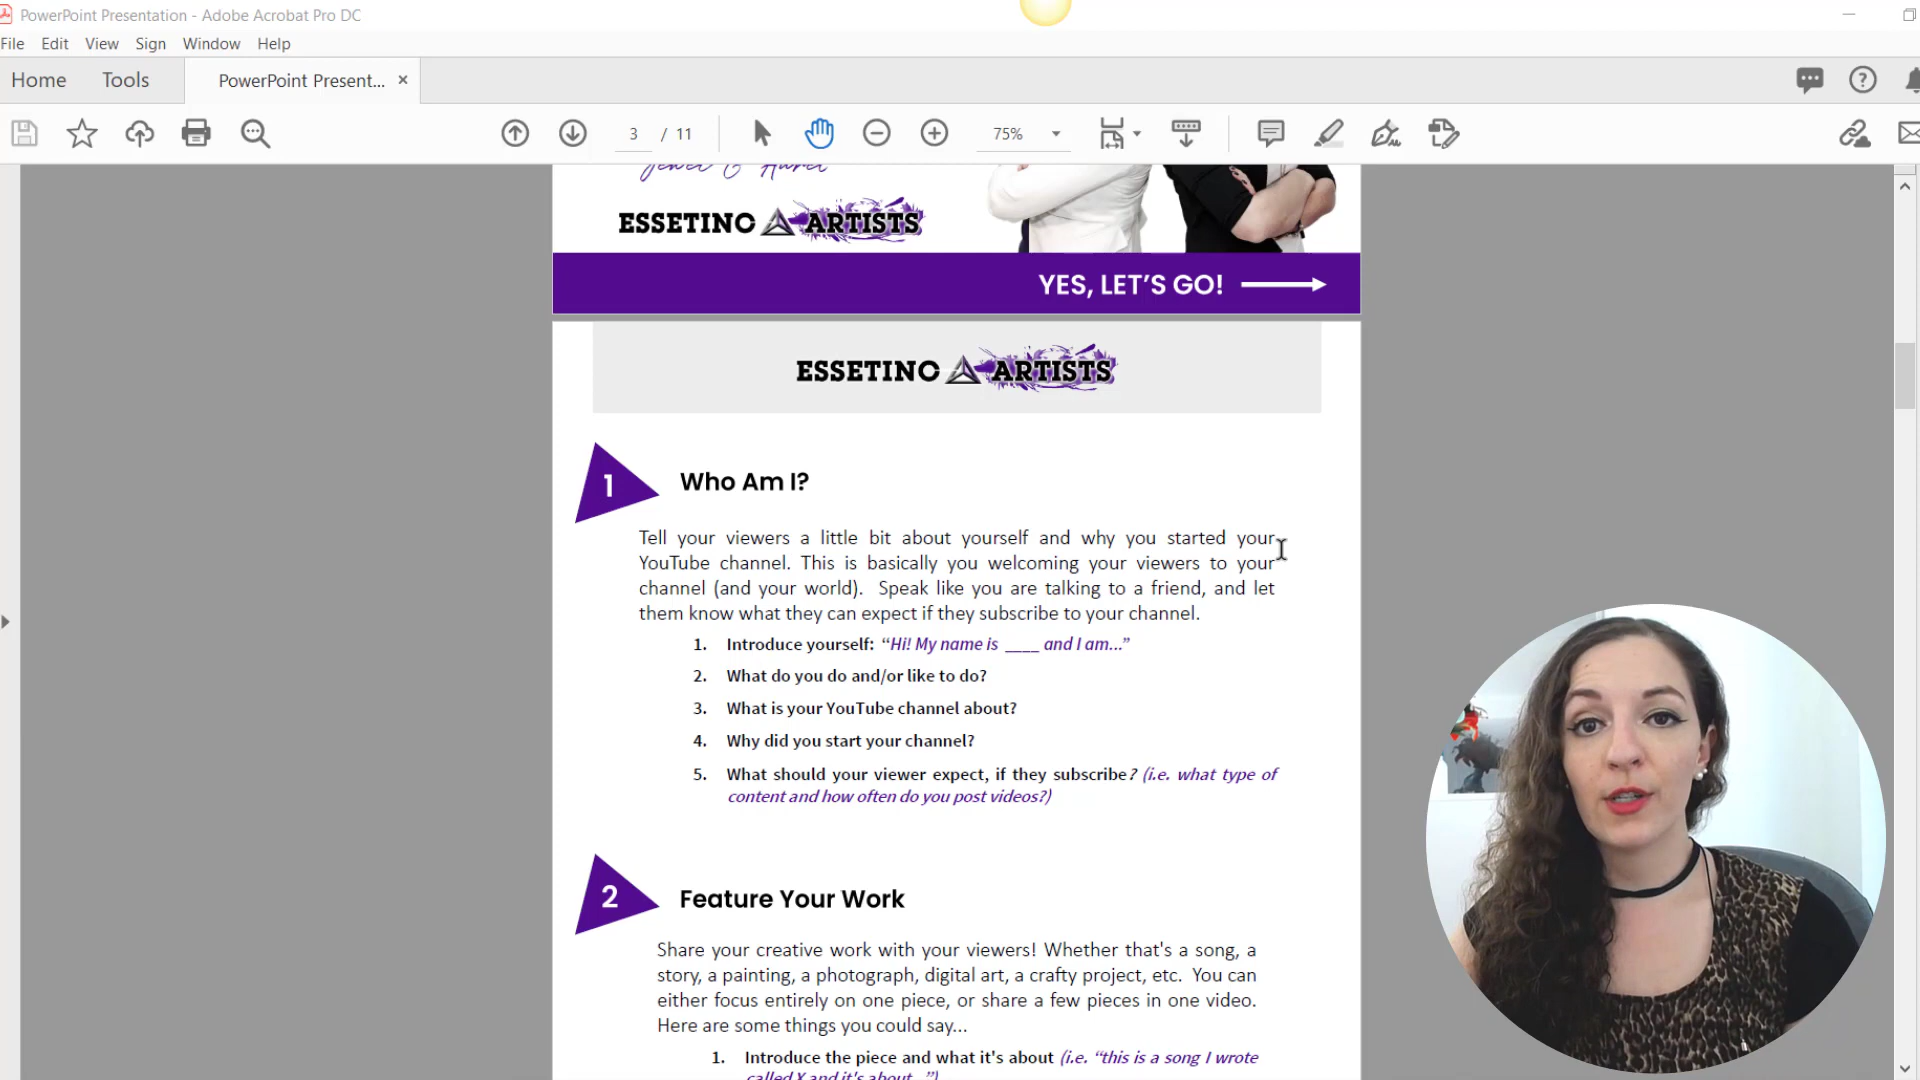 PowerPoint Presentation - Adobe Acrobat Pro DC
File Edit View Sign Window Help
Home Tools PowerPoint Present... ×
3 / 11 75%
ESSETINO ARTISTS
YES, LET'S GO!
ESSETINO ARTISTS
1 Who Am I?
Tell your viewers a little bit about yourself and why you started your
YouTube channel. This is basically you welcoming your viewers to your
channel (and your world). Speak like you are talking to a friend, and let
them know what they can expect if they subscribe to your channel.
1. Introduce yourself: “Hi! My name is ____ and I am...”
2. What do you do and/or like to do?
3. What is your YouTube channel about?
4. Why did you start your channel?
5. What should your viewer expect, if they subscribe? (i.e. what type of
content and how often do you post videos?)
2 Feature Your Work
Share your creative work with your viewers! Whether that's a song, a
story, a painting, a photograph, digital art, a crafty project, etc. You can
either focus entirely on one piece, or share a few pieces in one video.
Here are some things you could say...
1. Introduce the piece and what it's about (i.e. “this is a song I wrote
called X and it's about...”)